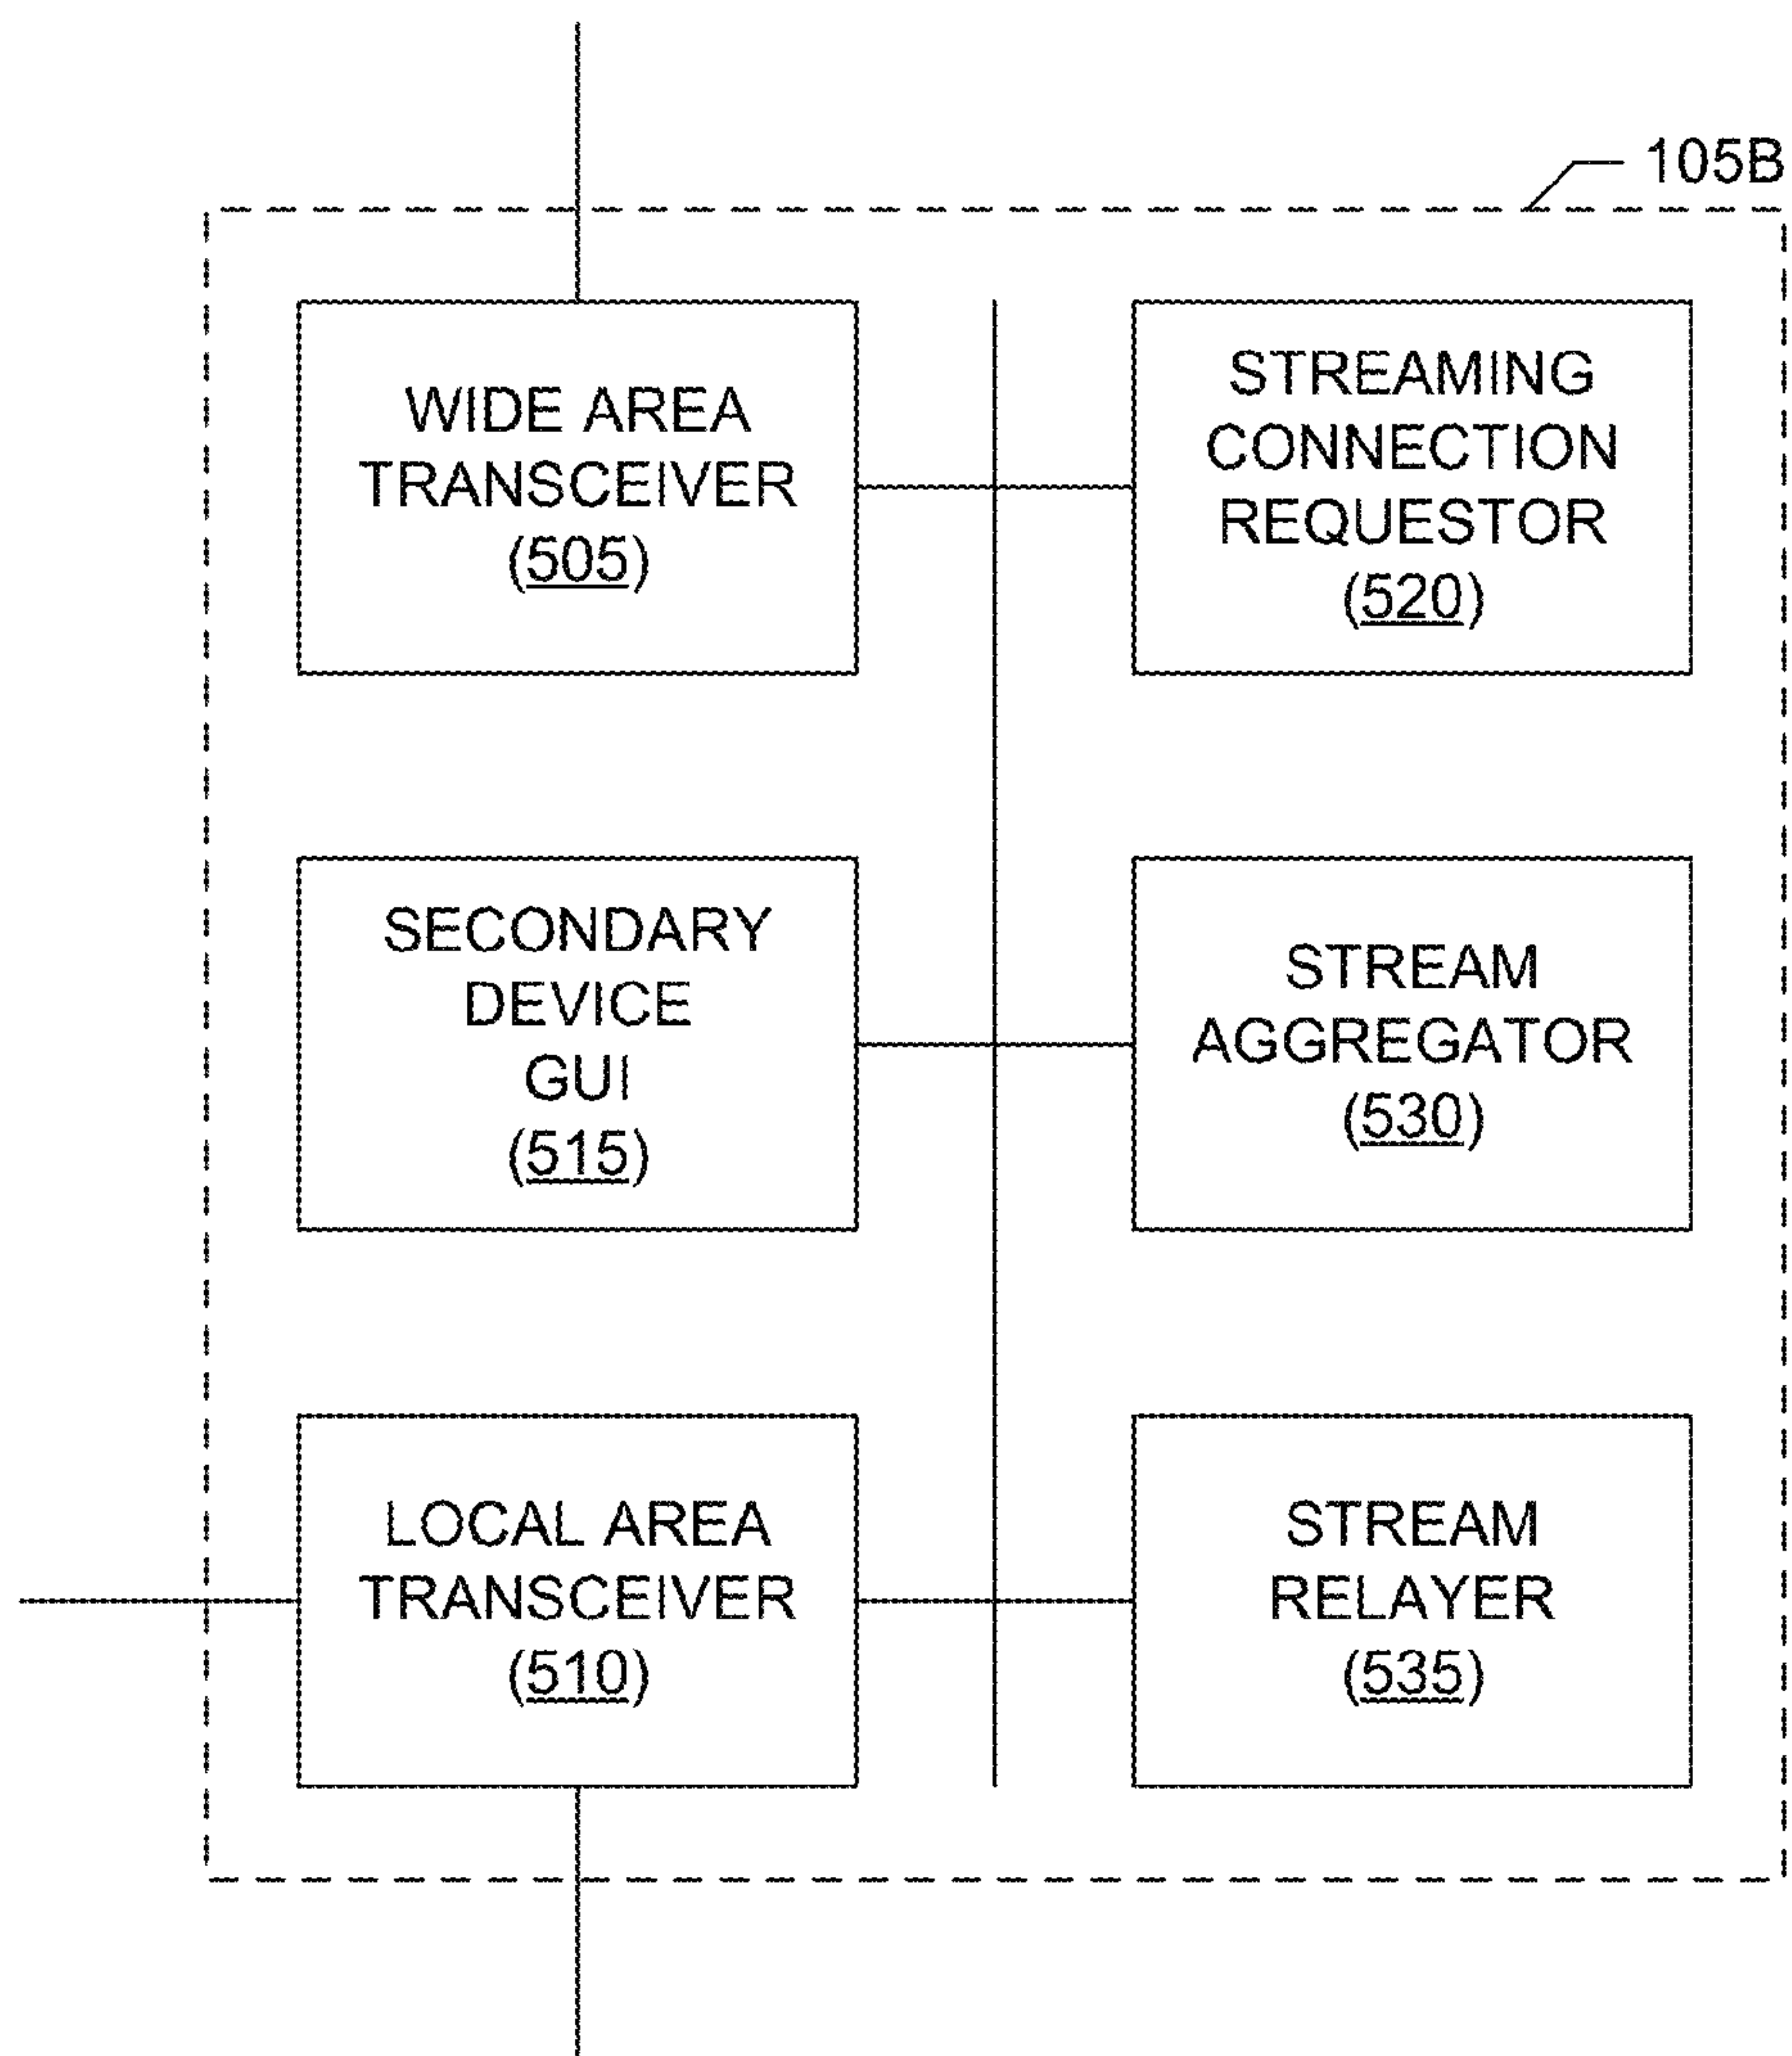 105B
WIDE AREA
TRANSCEIVER
(505)
STREAMING
CONNECTION
REQUESTOR
(520)
SECONDARY
DEVICE
GUI
(515)
STREAM
AGGREGATOR
(530)
LOCAL AREA
TRANSCEIVER
(510)
STREAM
RELAYER
(535)